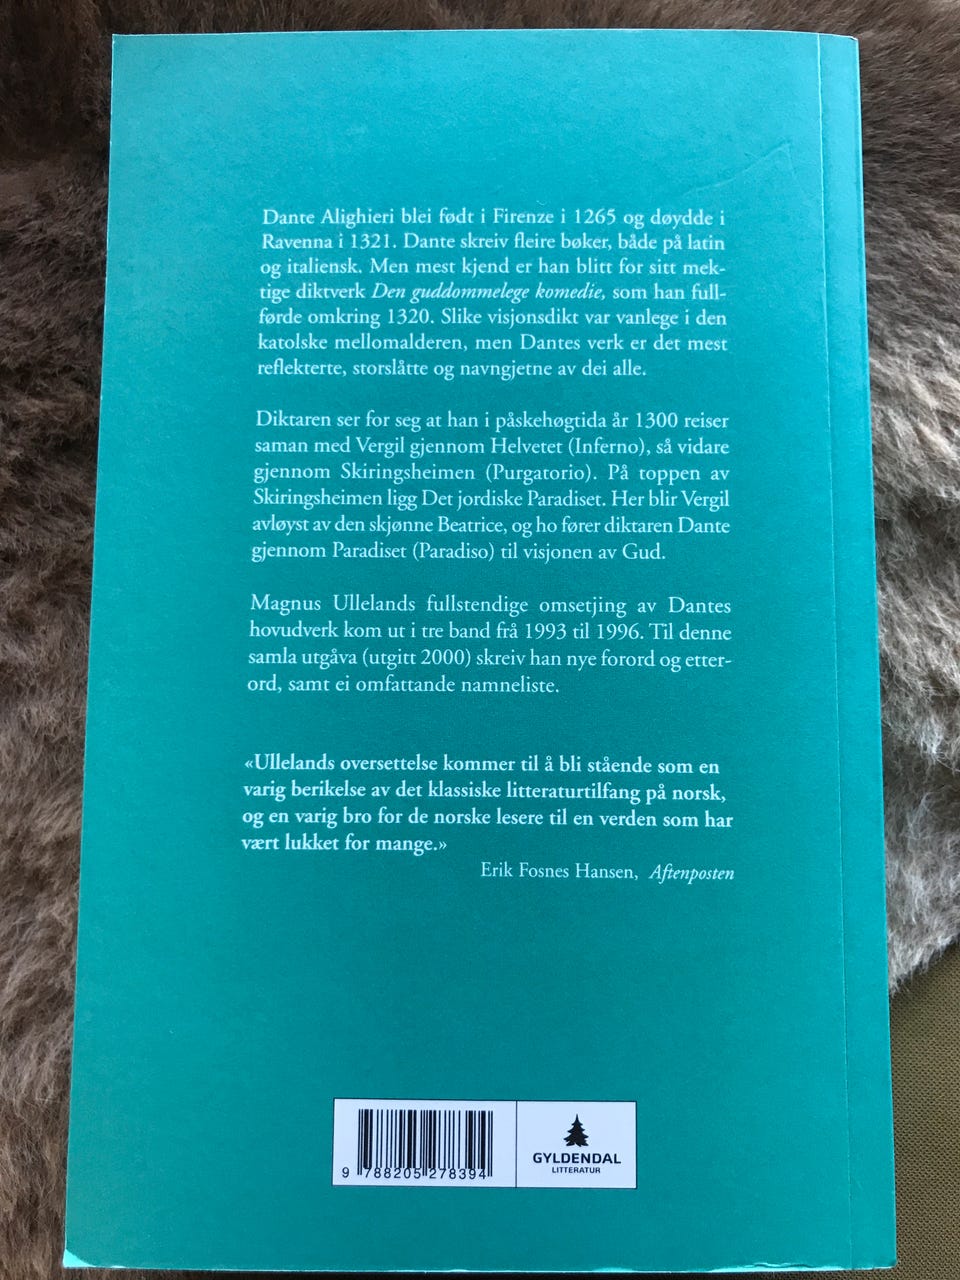 Dante Alighieri blei født i Firenze i 1265 og døydde i
Ravenna i 1321. Dante skreiv fleire bøker, både på latin
og italiensk. Men mest kjend er han blitt for sitt mek-
tige diktverk Den guddommelege komedie, som han full-
førde omkring 1320. Slike visjonsdikt var vanlege i den
katolske mellomalderen, men Dantes verk er det mest
reflekterte, storslåtte og navngjetne av dei alle.
Diktaren ser for seg at han i påskehøgtida år 1300 reiser
saman med Vergil gjennom Helvetet (Inferno), så vidare
gjennom Skiringsheimen (Purgatorio). På toppen av
Skiringsheimen ligg Det jordiske Paradiset. Her blir Vergil
avløyst av den skjønne Beatrice, og ho fører diktaren Dante
gjennom Paradiset (Paradiso) til visjonen av Gud.
Magnus Ullelands fullstendige omsetjing av Dantes
hovudverk kom ut i tre band frå 1993 til 1996. Til denne
samla utgåva (utgitt 2000) skreiv han nye forord og etter-
ord, samt ei omfattande namneliste.
«Ullelands oversettelse kommer til å bli stående som en
varig berikelse av det klassiske litteraturtilfang på norsk,
og en varig bro for de norske lesere til en verden som har
vært lukket for mange.»
Erik Fosnes Hansen, Aftenposten
9 788205 278394
GYLDENDAL
LITTERATUR